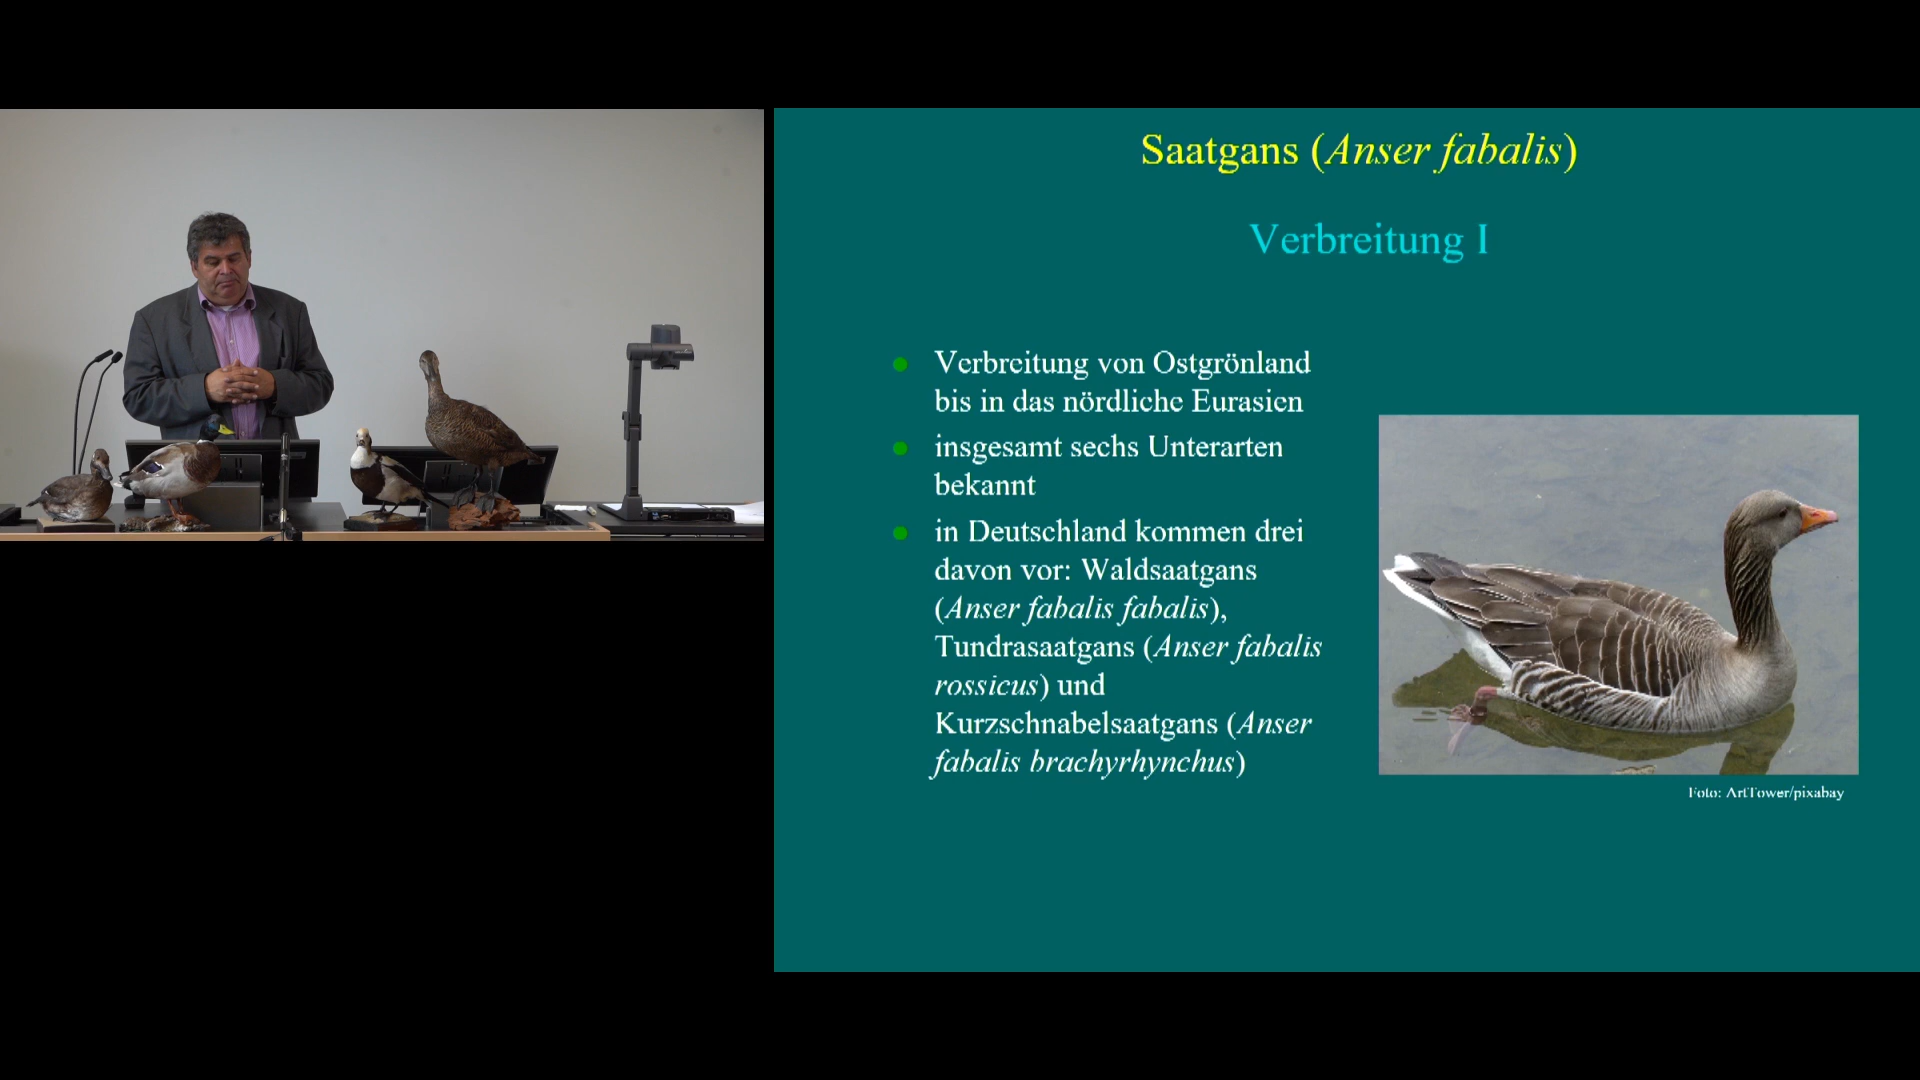 Saatgans (Anser fabalis)
Verbreitung I
Verbreitung von Ostgrönland
bis in das nördliche Eurasien
insgesamt sechs Unterarten
bekannt
in Deutschland kommen drei
davon vor: Waldsaatgans
(Anser fabalis fabalis),
Tundrasaatgans (Anser fabalis
rossicus) und
Kurzschnabelsaatgans (Anser
fabalis brachyrhynchus)
Foto: ArtTower/pixabay